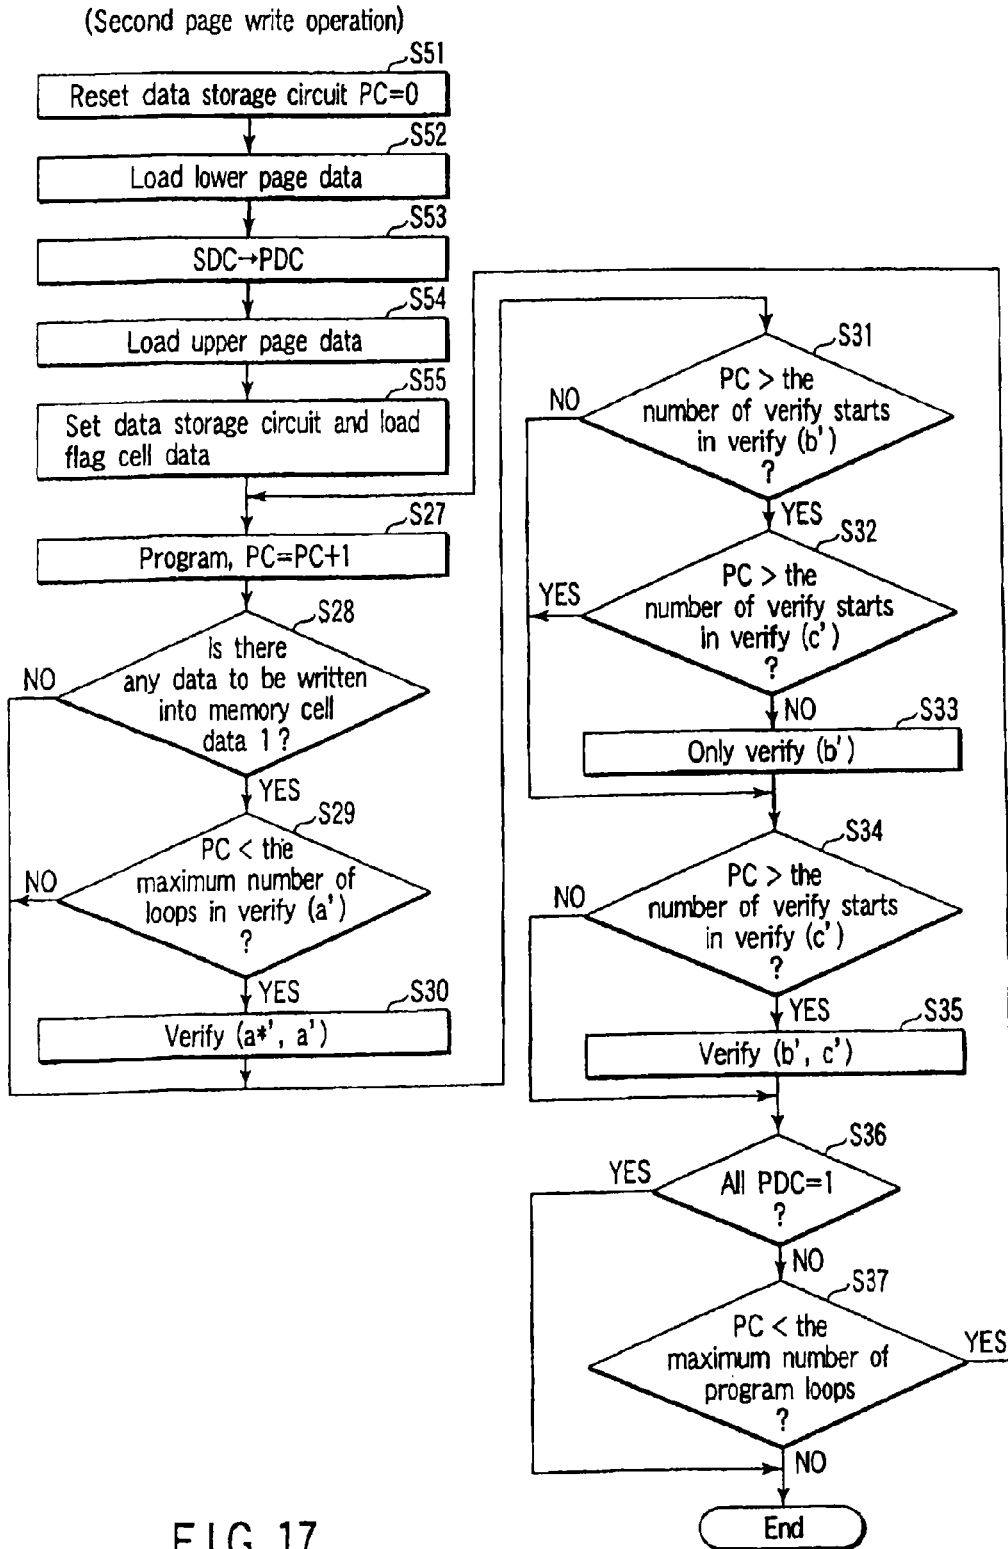 (Second page write operation)
S51
Reset data storage circuit PC=0
S52
Load lower page data
S53
SDC→PDC
S54
Load upper page data
S55
Set data storage circuit and load
flag cell data
S27
Program, PC=PC+1
S28
Is there
any data to be written
into memory cell
data 1?
NO
YES
S29
PC < the
maximum number of
loops in verify (a')
?
NO
YES
S30
Verify (a*', a')
S31
PC > the
number of verify starts
in verify (b')
?
NO
YES
S32
PC > the
number of verify starts
in verify (c')
?
YES
NO
S33
Only verify (b')
S34
PC > the
number of verify starts
in verify (c')
?
NO
YES
S35
Verify (b', c')
S36
All PDC=1
?
YES
NO
S37
PC < the
maximum number of
program loops
?
YES
NO
End
FIG. 17